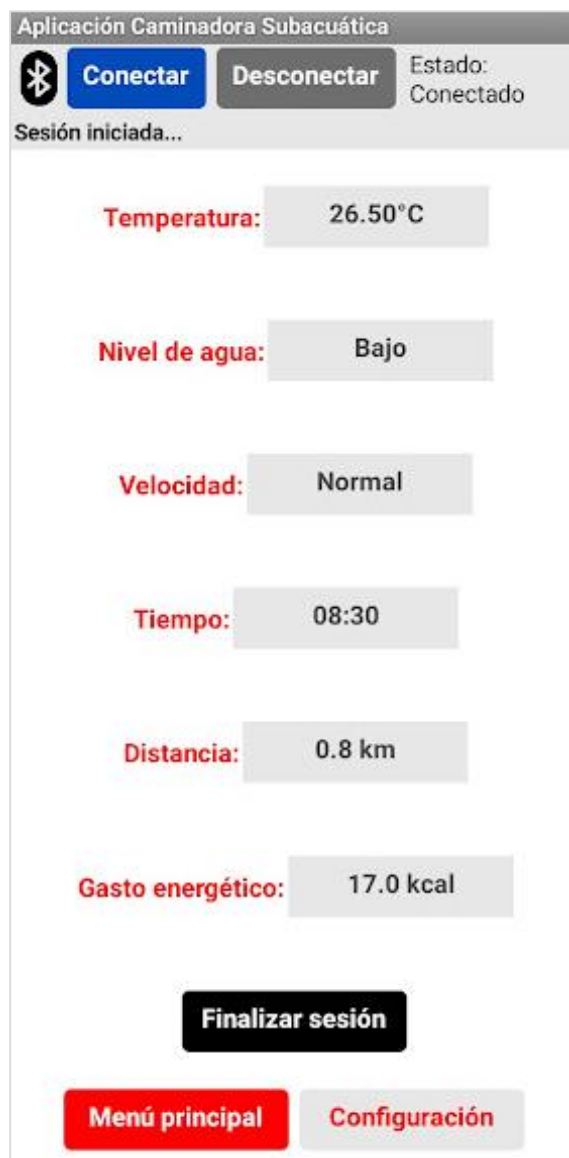 Aplicación Caminadora Subacuática
Conectar Desconectar Estado:
Conectado
Sesión iniciada...
Temperatura: 26.50°C
Nivel de agua: Bajo
Velocidad: Normal
Tiempo: 08:30
Distancia: 0.8 km
Gasto energético: 17.0 kcal
Finalizar sesión
Menú principal Configuración